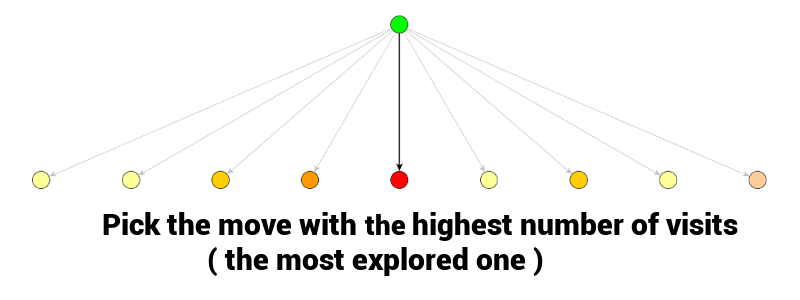 Pick the move with the highest number of visits
( the most explored one )